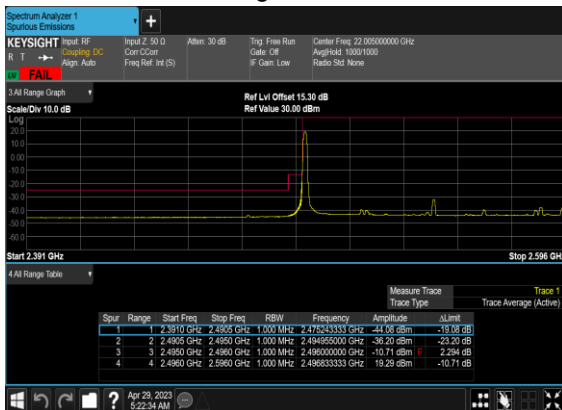 Spectrum Analyzer 1
Spurious Emissions
KEYSIGHT Input: RF Input Z: 50 Ω Atten: 30 dB Trig: Free Run Center Freq: 22.005000000 GHz
R T Coupling: DC Corr CCorr Gate: Off Avg|Hold: 1000/1000
Align: Auto Freq Ref: Int (S) IF Gain: Low Radio Std: None
LXI FAIL
3 All Range Graph
Ref Lvl Offset 15.30 dB
Scale/Div 10.0 dB Ref Value 30.00 dBm
Log
20.0
10.0
0.00
-10.0
-20.0
-30.0
-40.0
-50.0
-60.0
Start 2.391 GHz Stop 2.596 GHz
4 All Range Table
Measure Trace Trace 1
Trace Type Trace Average (Active)
Spur Range Start Freq Stop Freq RBW Frequency Amplitude ΔLimit
1 1 2.3910 GHz 2.4905 GHz 1.000 MHz 2.475243333 GHz -44.08 dBm -19.08 dB
2 2 2.4905 GHz 2.4950 GHz 1.000 MHz 2.494955000 GHz -36.20 dBm -23.20 dB
3 3 2.4950 GHz 2.4960 GHz 1.000 MHz 2.496000000 GHz -10.71 dBm F 2.294 dB
4 4 2.4960 GHz 2.5960 GHz 1.000 MHz 2.496833333 GHz 19.29 dBm -10.71 dB
Apr 29, 2023
5:22:34 AM